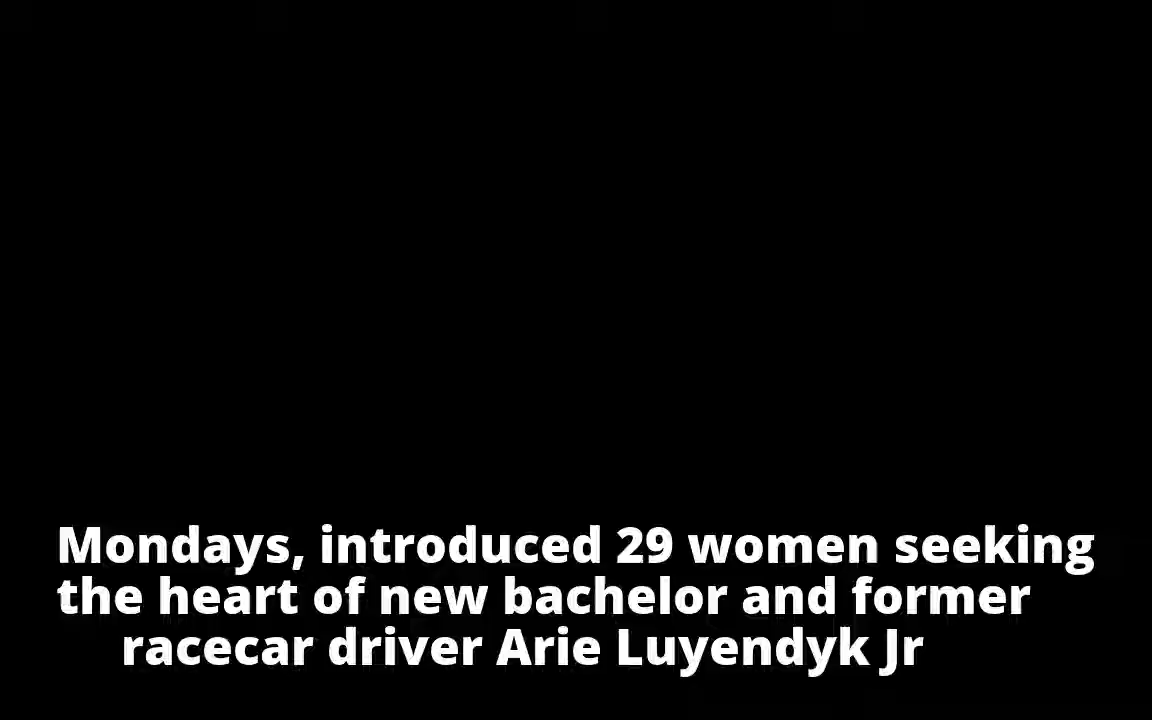 Mondays, introduced 29 women seeking
the heart of new bachelor and former
racecar driver Arie Luyendyk Jr